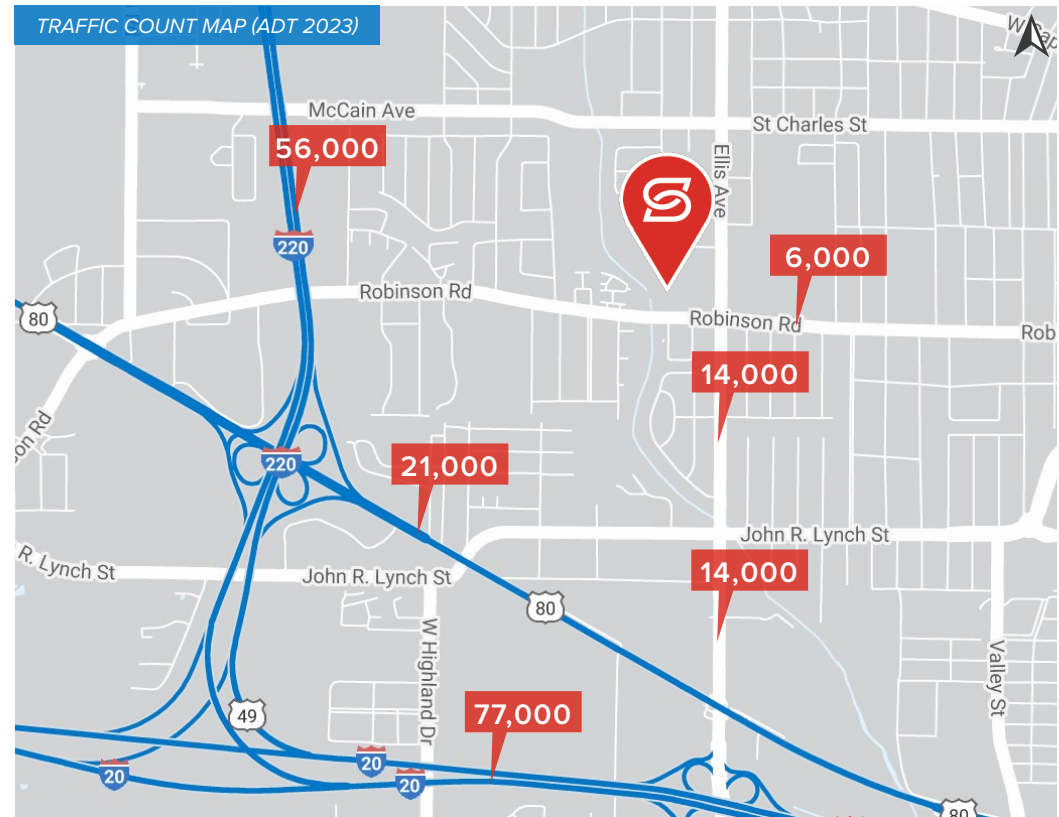 TRAFFIC COUNT MAP (ADT 2023)
McCain Ave
St Charles St
56,000
Ellis Ave
220
6,000
Robinson Rd
80
Robinson Rd
Rob
14,000
on Rd
220
21,000
John R. Lynch St
R. Lynch St
John R. Lynch St
14,000
80
W Highland Dr
Valley St
49
77,000
20
20
20
80